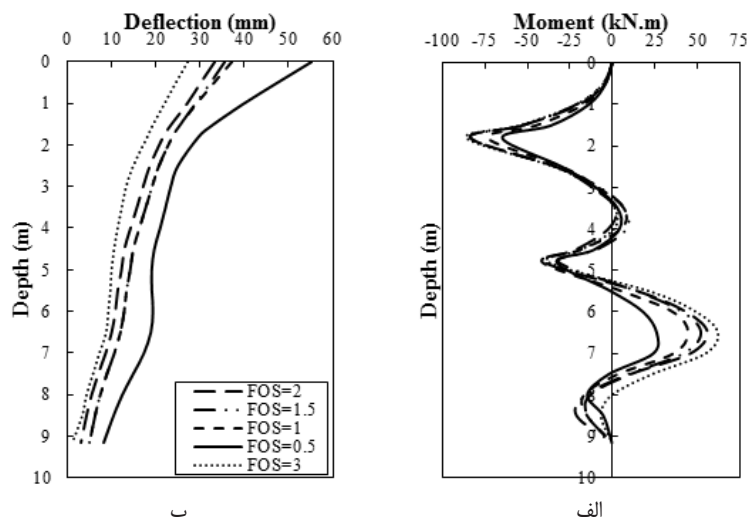 Deflection (mm)
0 10 20 30 40 50 60
Depth (m)
0
1
2
3
4
5
6
7
8
9
10
FOS=2
FOS=1.5
FOS=1
FOS=0.5
FOS=3
ب
Moment (kN.m)
-100 -75 -50 -25 0 25 50 75
Depth (m)
0
1
2
3
4
5
6
7
8
9
10
الف